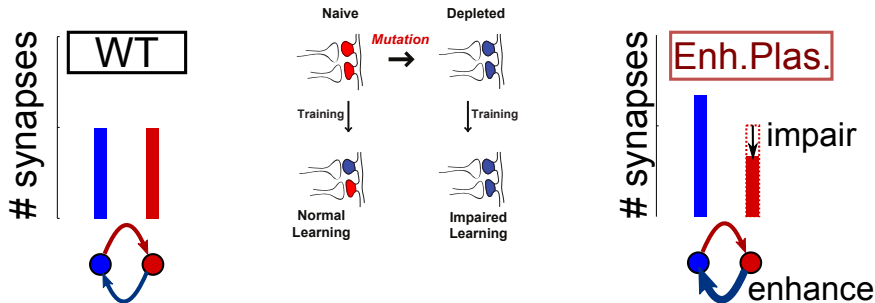 # synapses
WT
Naive
Mutation
Depleted
Training
Training
Normal
Learning
Impaired
Learning
# synapses
Enh.Plas.
impair
enhance